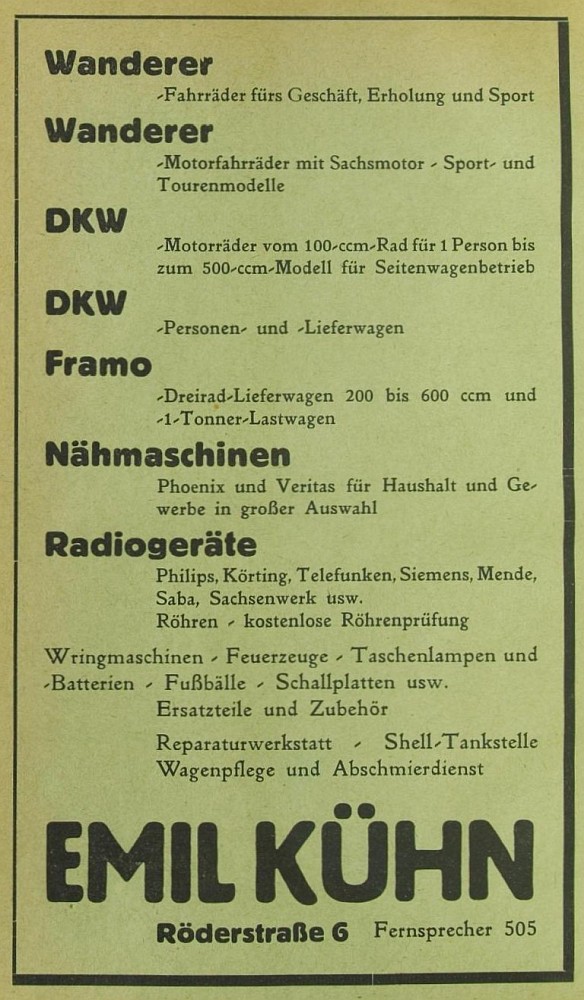 Wanderer
-Fahrräder fürs Geschäft, Erholung und Sport
Wanderer
-Motorfahrräder mit Sachsmotor - Sport- und
Tourenmodelle
DKW
-Motorräder vom 100-ccm-Rad für 1 Person bis
zum 500-ccm-Modell für Seitenwagenbetrieb
DKW
-Personen- und -Lieferwagen
Framo
-Dreirad-Lieferwagen 200 bis 600 ccm und
-1-Tonner-Lastwagen
Nähmaschinen
Phoenix und Veritas für Haushalt und Ge-
werbe in großer Auswahl
Radiogeräte
Philips, Körting, Telefunken, Siemens, Mende,
Saba, Sachsenwerk usw.
Röhren - kostenlose Röhrenprüfung
Wringmaschinen - Feuerzeuge - Taschenlampen und
-Batterien - Fußbälle - Schallplatten usw.
Ersatzteile und Zubehör
Reparaturwerkstatt - Shell-Tankstelle
Wagenpflege und Abschmierdienst
EMIL KÜHN
Röderstraße 6 Fernsprecher 505